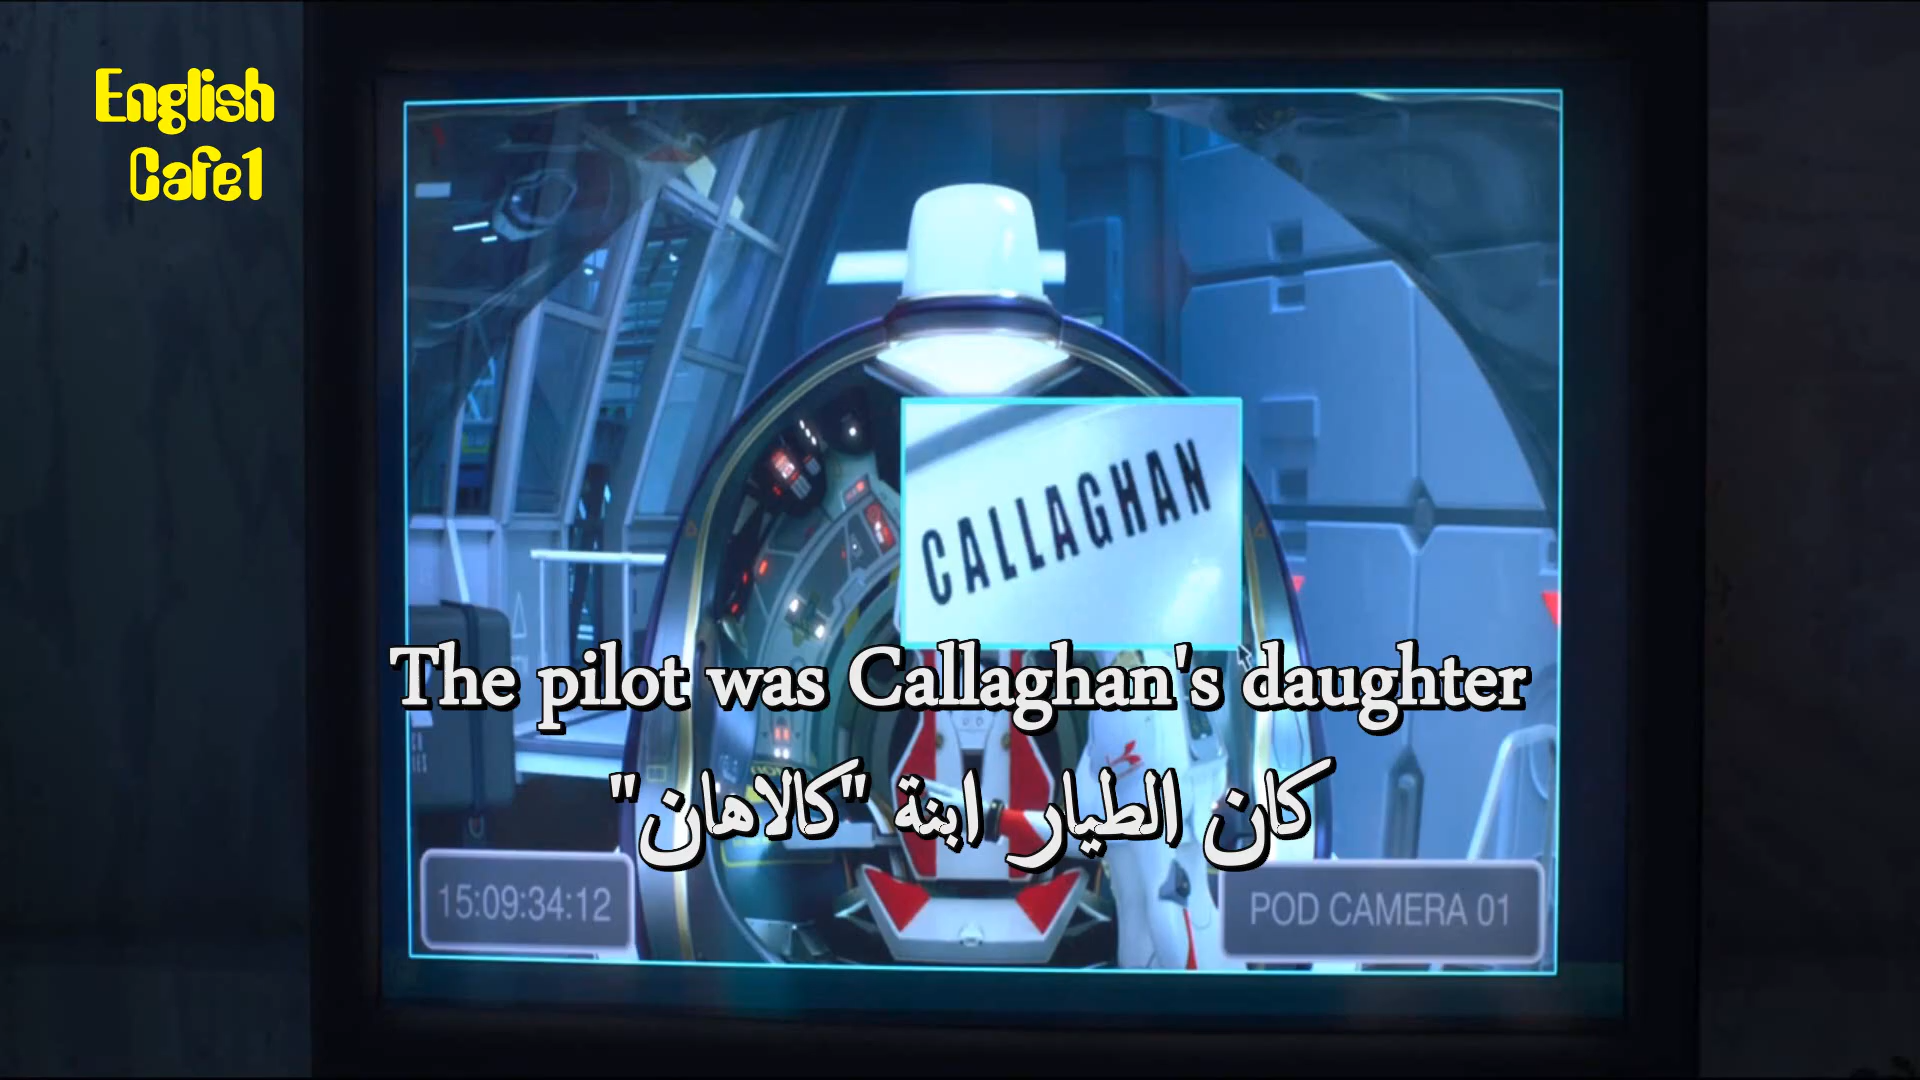 English
Cafe1
CALLAGHAN
The pilot was Callaghan's daughter
كان الطيار ابنة "كالاهان"
15:09:34:12
POD CAMERA 01